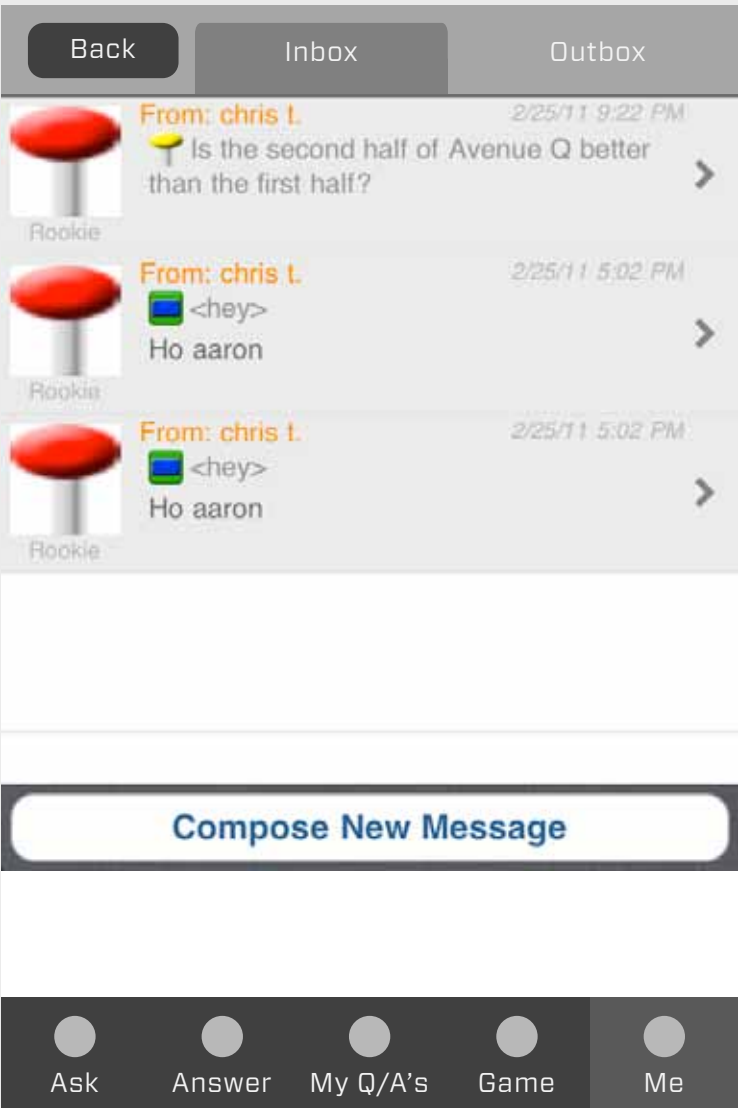 Back
Inbox
Outbox
From: chris t.
2/25/11 9:22 PM
Is the second half of Avenue Q better
than the first half?
Rookie
From: chris t.
2/25/11 5:02 PM
<hey>
Ho aaron
Rookie
From: chris t.
2/25/11 5:02 PM
<hey>
Ho aaron
Rookie
Compose New Message
Ask
Answer
My Q/A’s
Game
Me